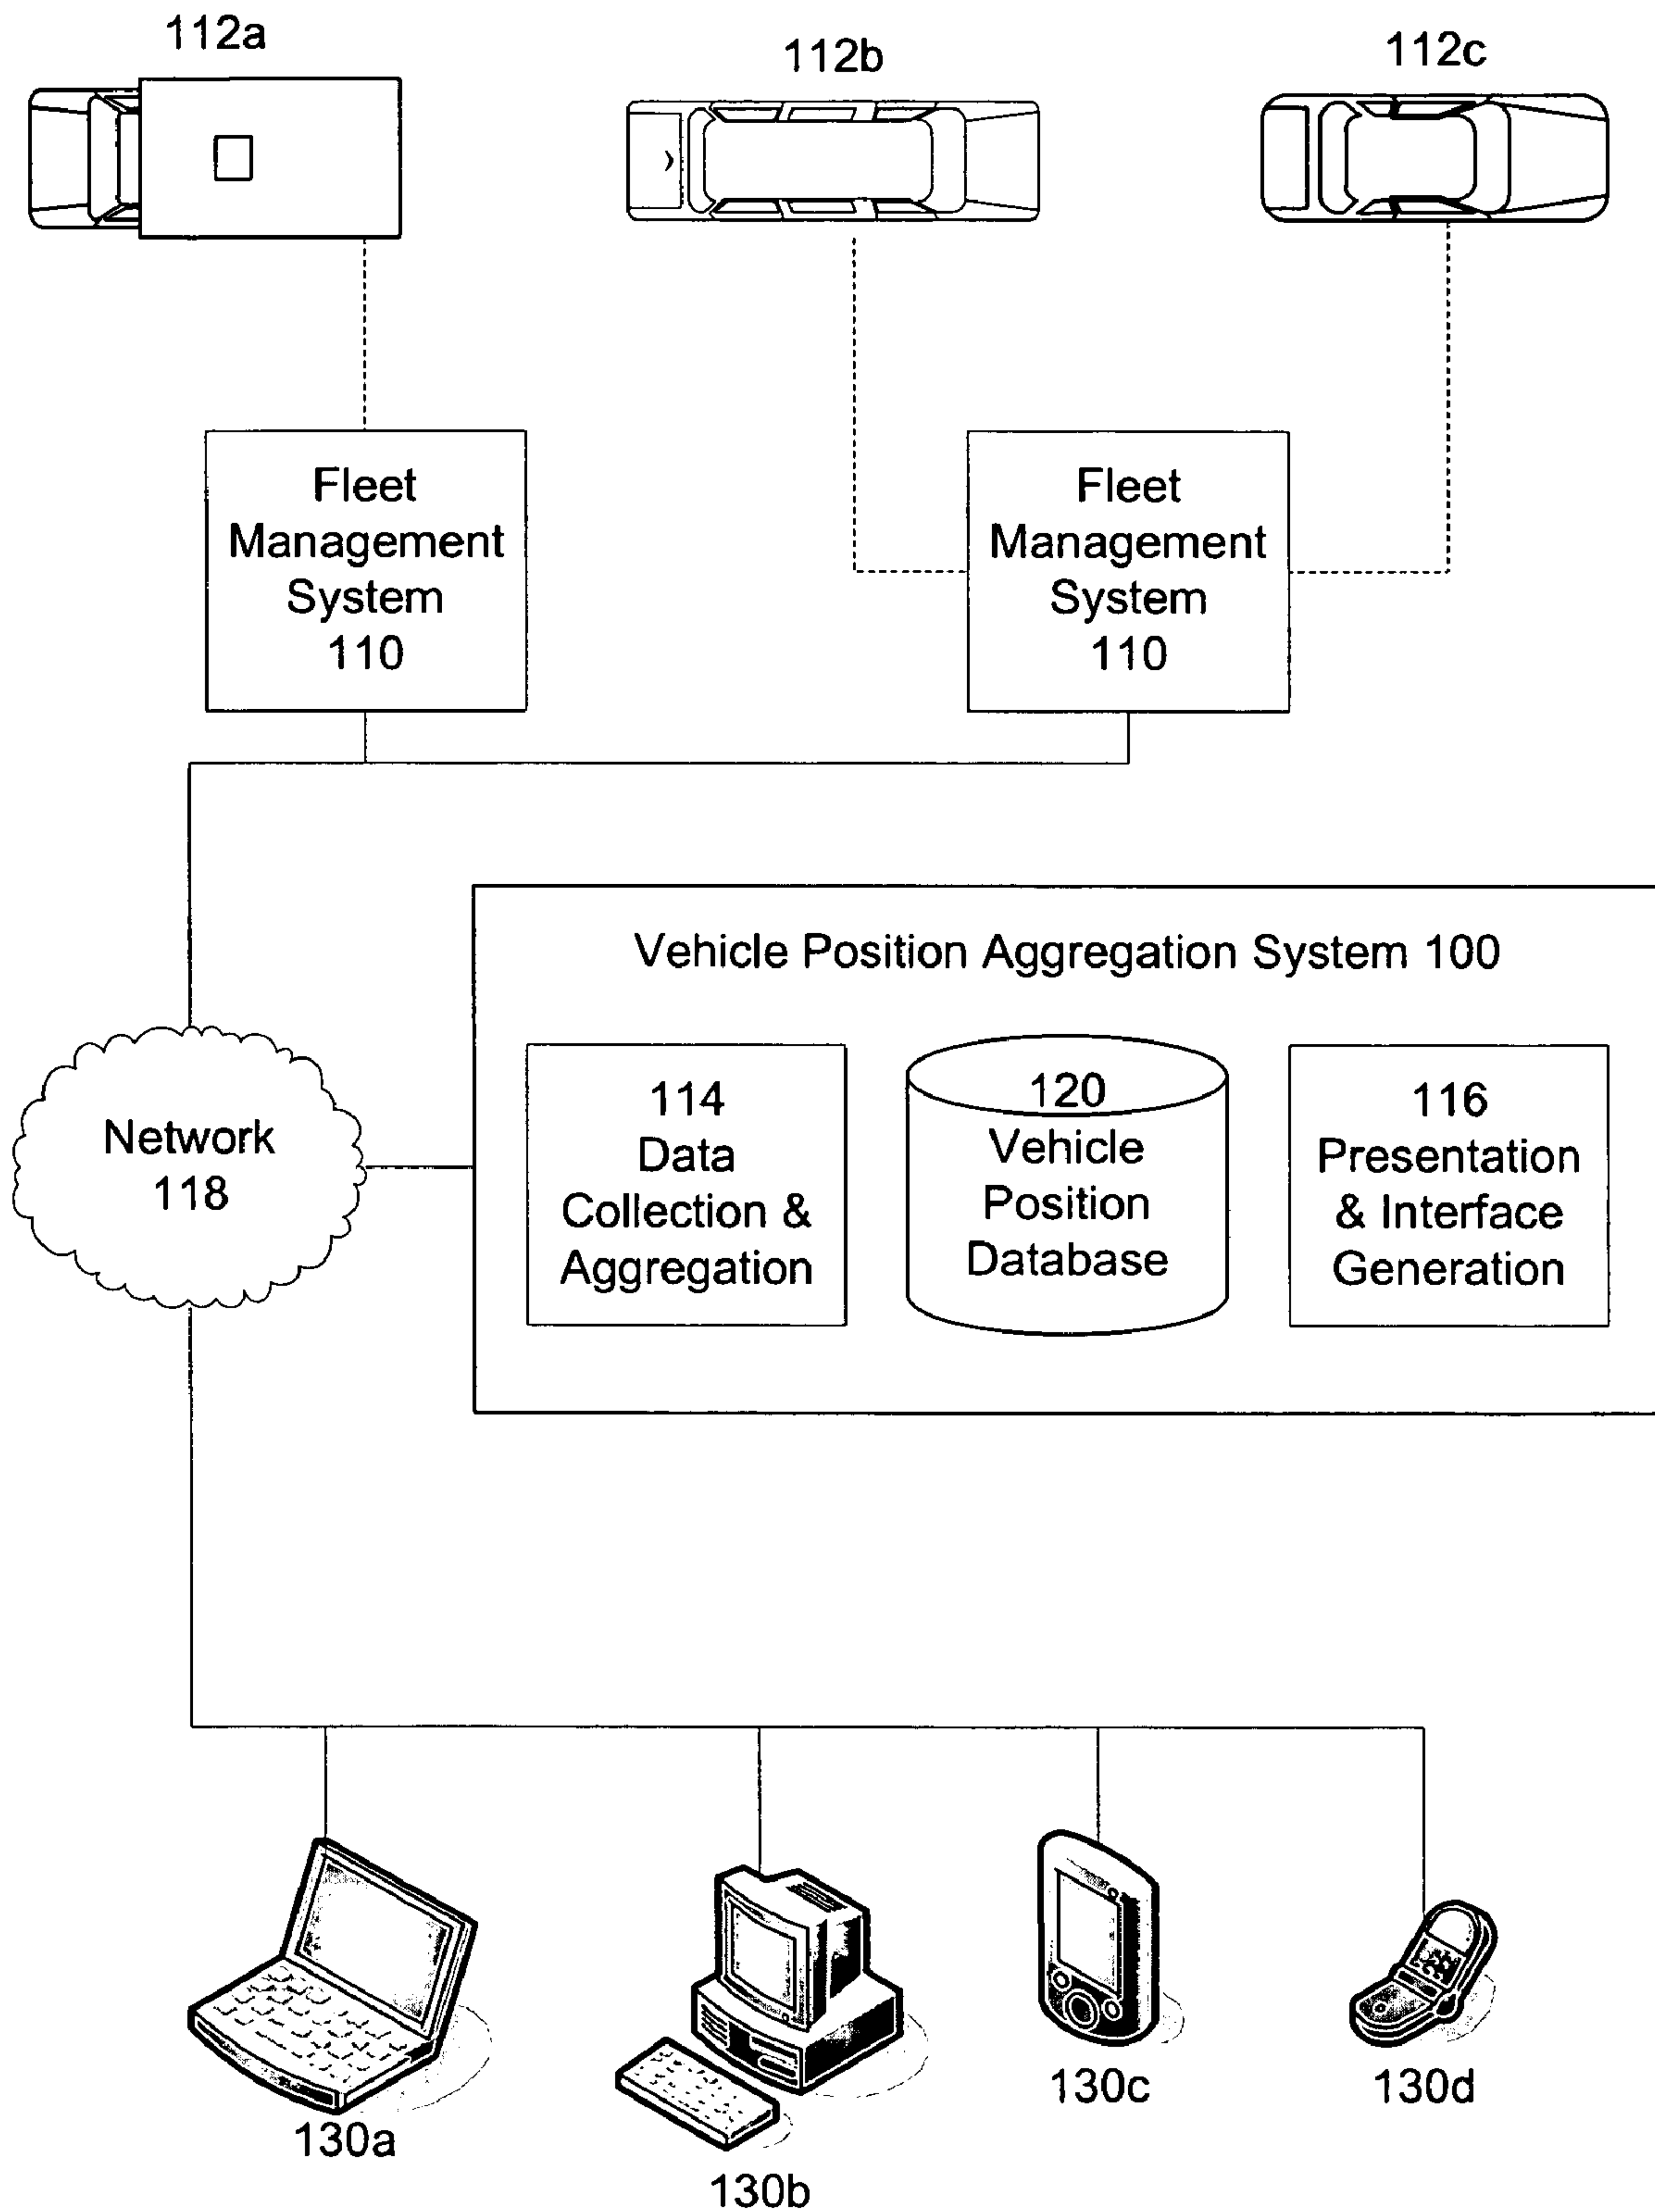 112a
112b
112c
Fleet
Management
System
110
Fleet
Management
System
110
Vehicle Position Aggregation System 100
Network
118
114
Data
Collection &
Aggregation
120
Vehicle
Position
Database
116
Presentation
& Interface
Generation
130a
130b
130c
130d